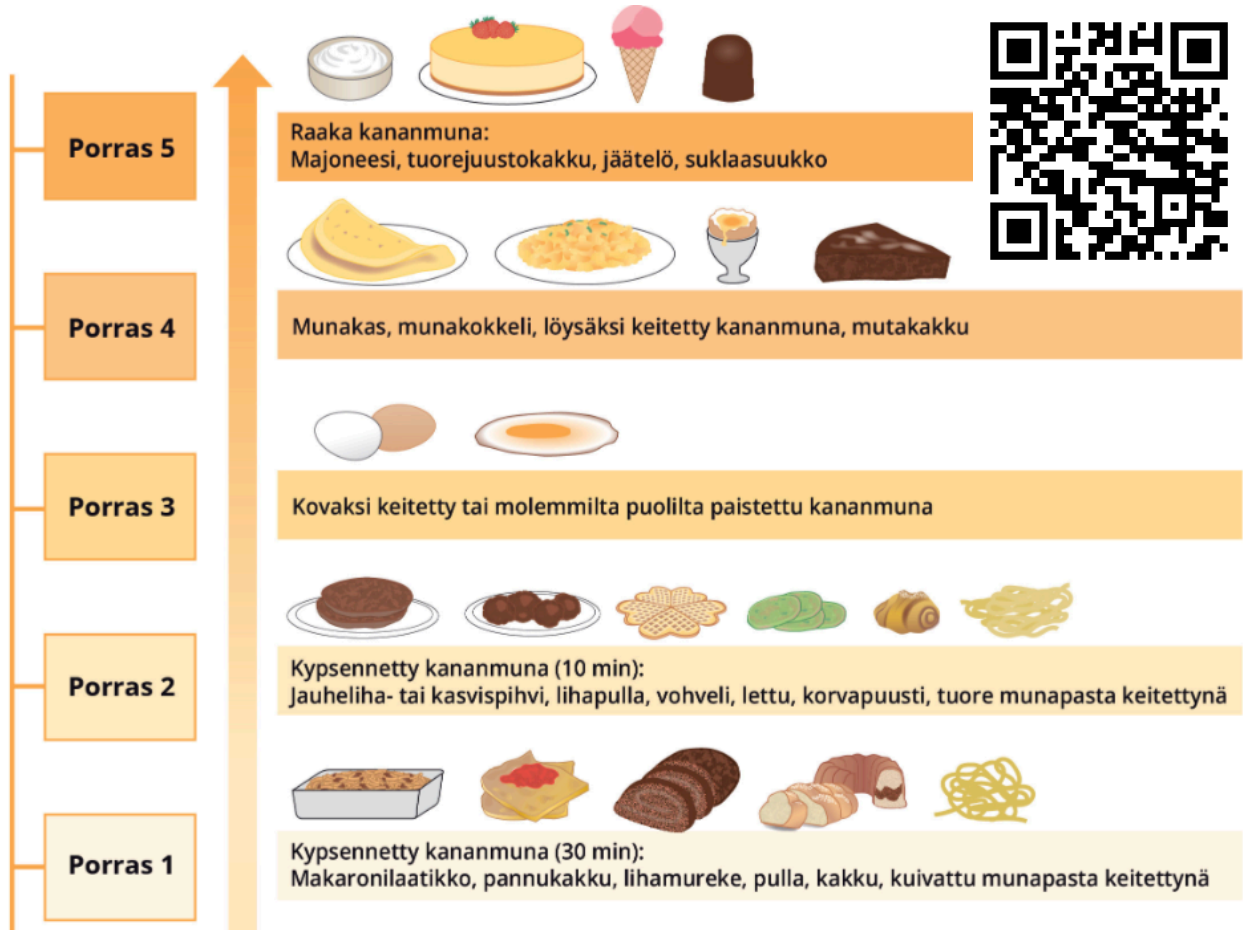 Porras 5
Raaka kananmuna:
Majoneesi, tuorejuustokakku, jäätelö, suklaasuukko
Porras 4
Munakas, munakokkeli, löysäksi keitetty kananmuna, mutakakku
Porras 3
Kovaksi keitetty tai molemmilta puolilta paistettu kananmuna
Porras 2
Kypsennetty kananmuna (10 min):
Jauheliha- tai kasvispihvi, lihapulla, vohveli, lettu, korvapuusti, tuore munapasta keitettynä
Porras 1
Kypsennetty kananmuna (30 min):
Makaronilaatikko, pannukakku, lihamureke, pulla, kakku, kuivattu munapasta keitettynä